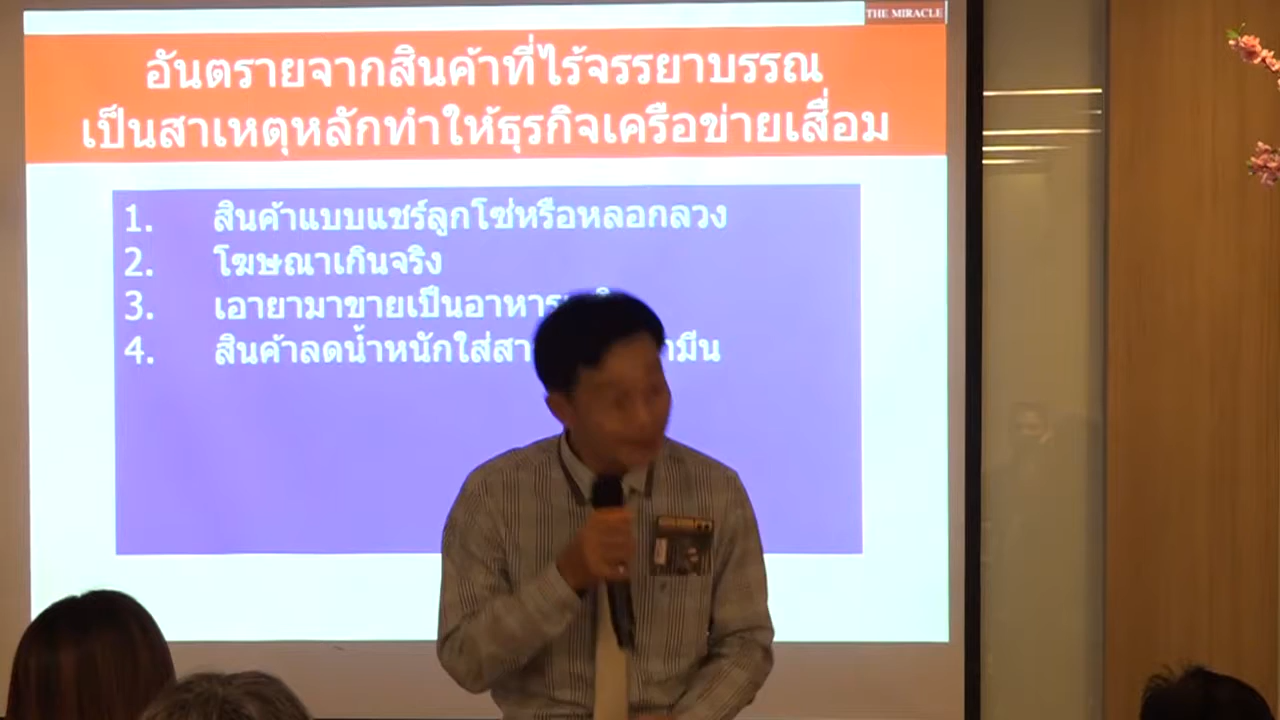 THE MIRACLE
อันตรายจากสินค้าที่ไร้จรรยาบรรณ
เป็นสาเหตุหลักทำให้ธุรกิจเครือข่ายเสื่อม
1. สินค้าแบบแชร์ลูกโซ่หรือหลอกลวง
2. โฆษณาเกินจริง
3. เอายามาขายเป็นอาหาร
4. สินค้าลดน้ำหนักใส่